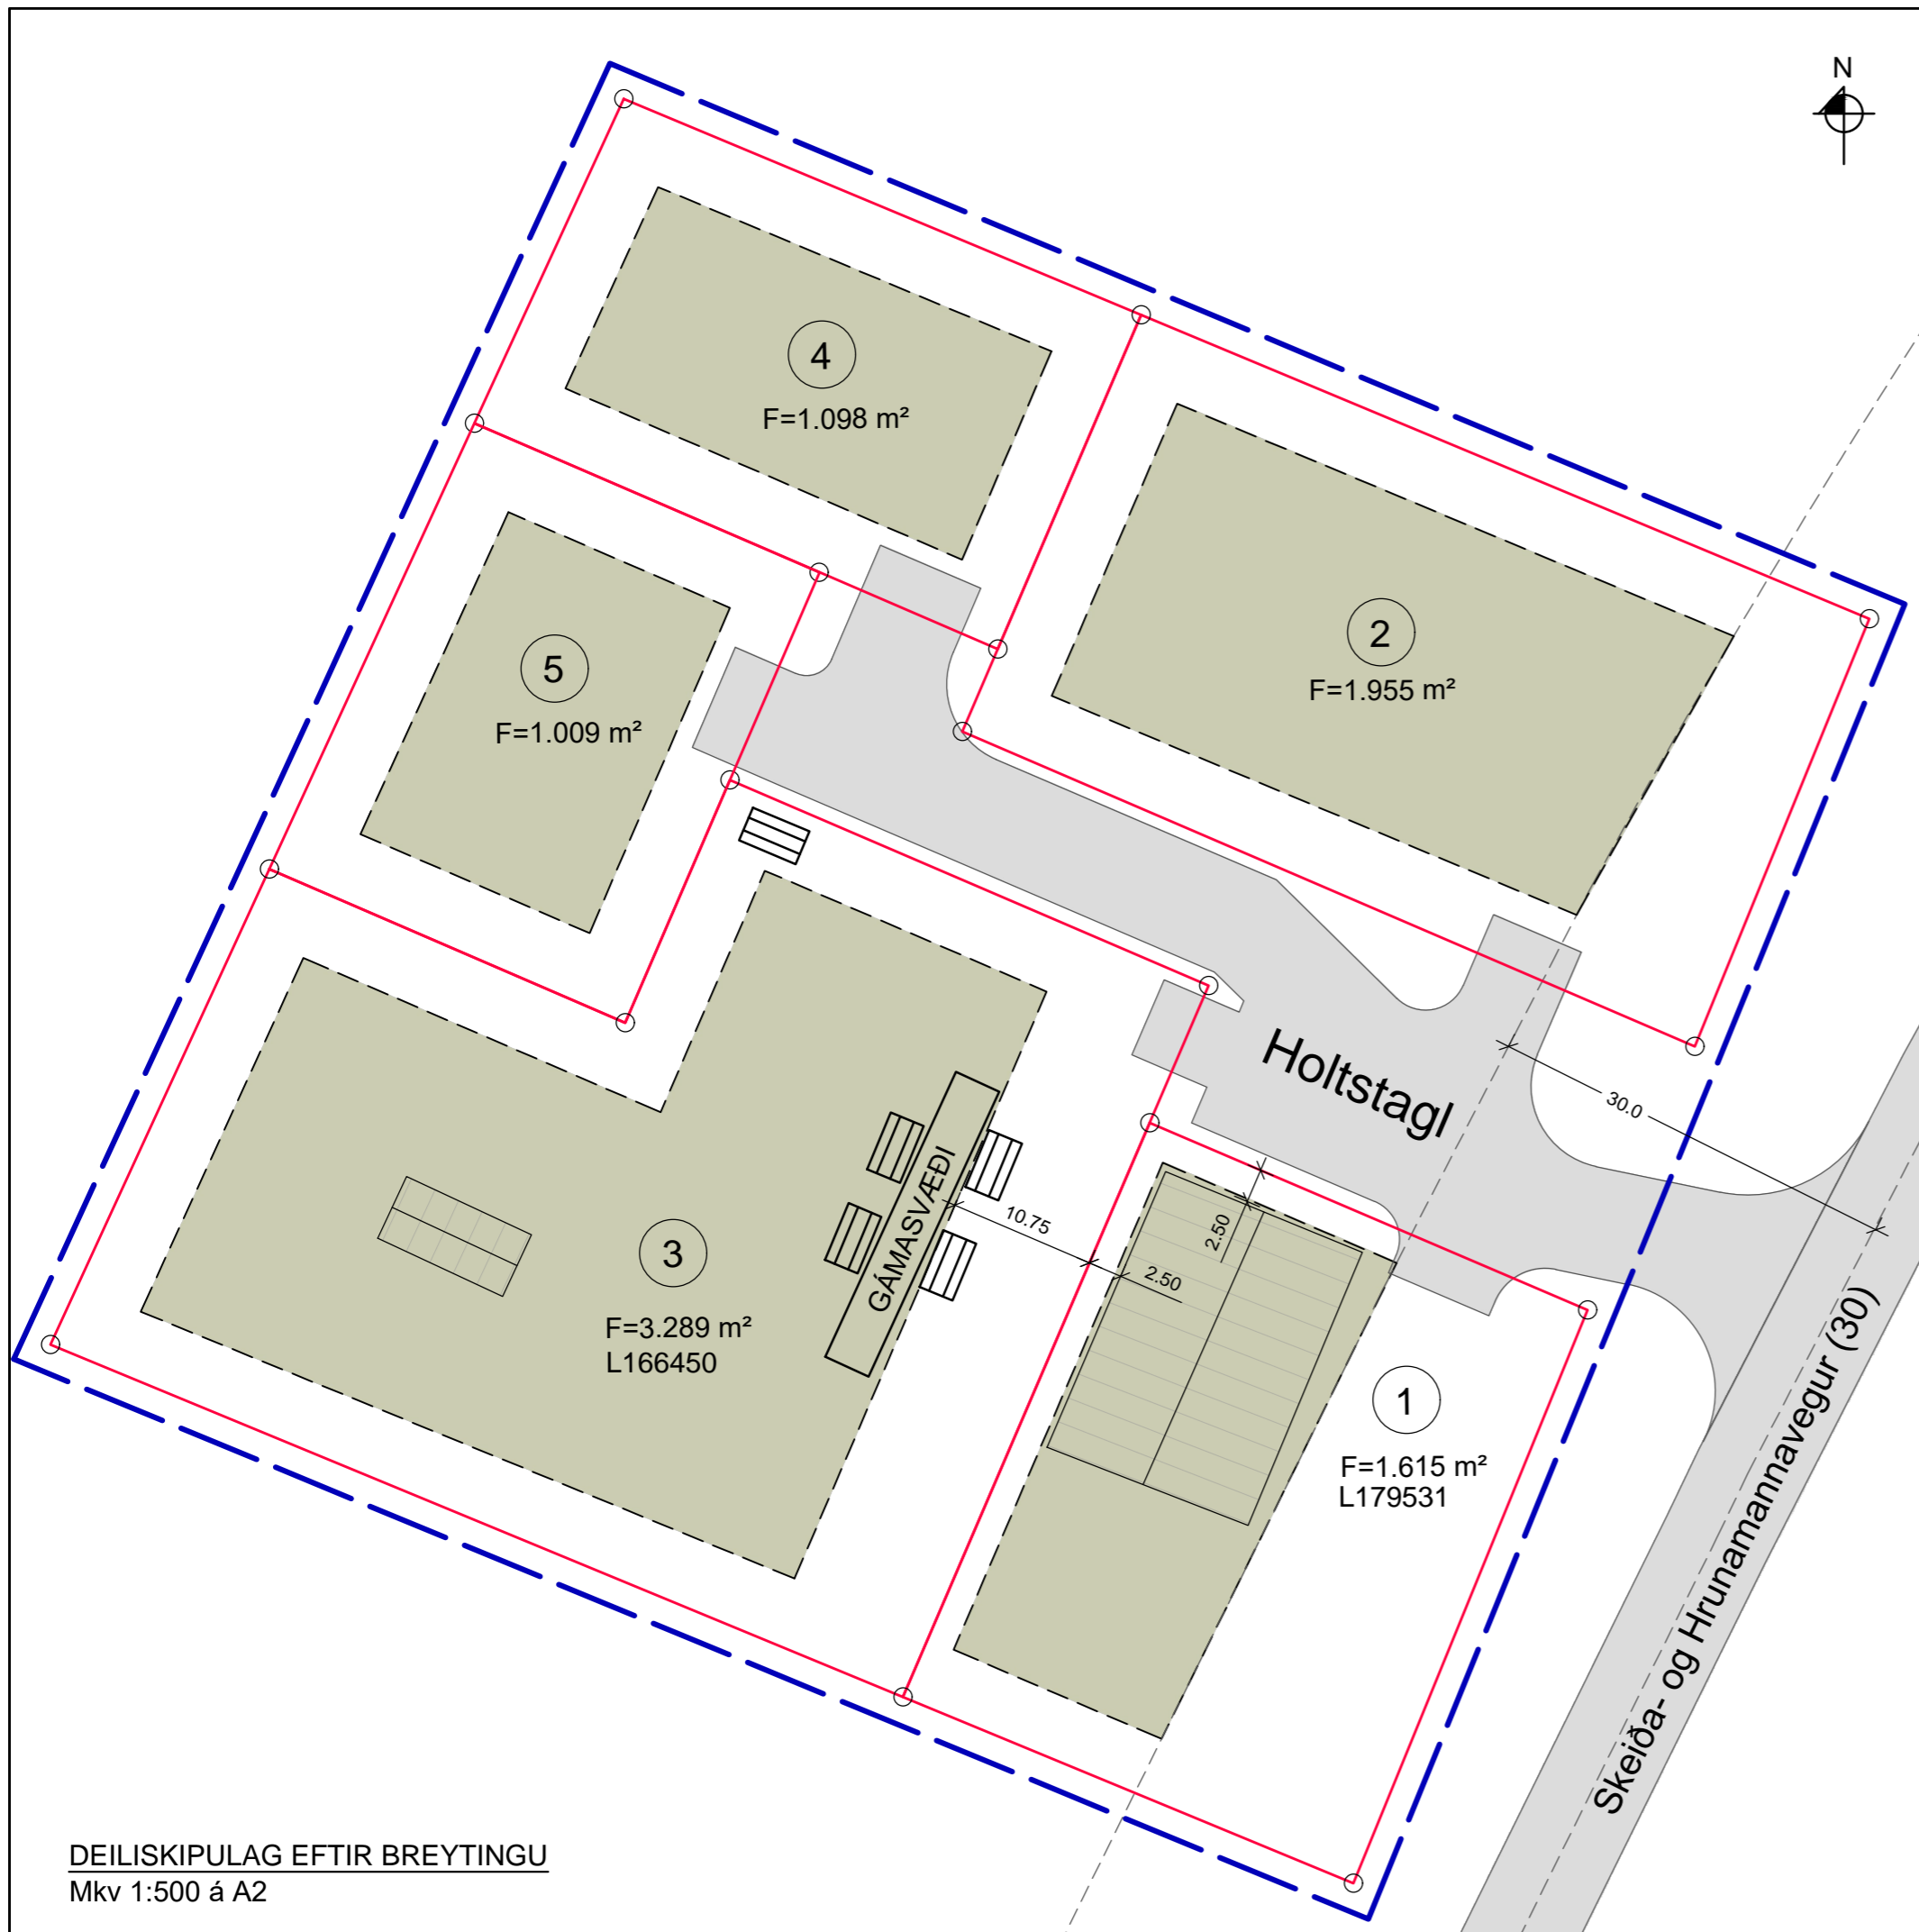 N
4
F=1.098 m²
2
F=1.955 m²
5
F=1.009 m²
Holtstagl
30.0
GÁMASVÆÐI
10.75
2.50
2.50
3
F=3.289 m²
L166450
1
F=1.615 m²
L179531
Skeiða- og Hrunamannavegur (30)
DEILISKIPULAG EFTIR BREYTINGU
Mkv 1:500 á A2